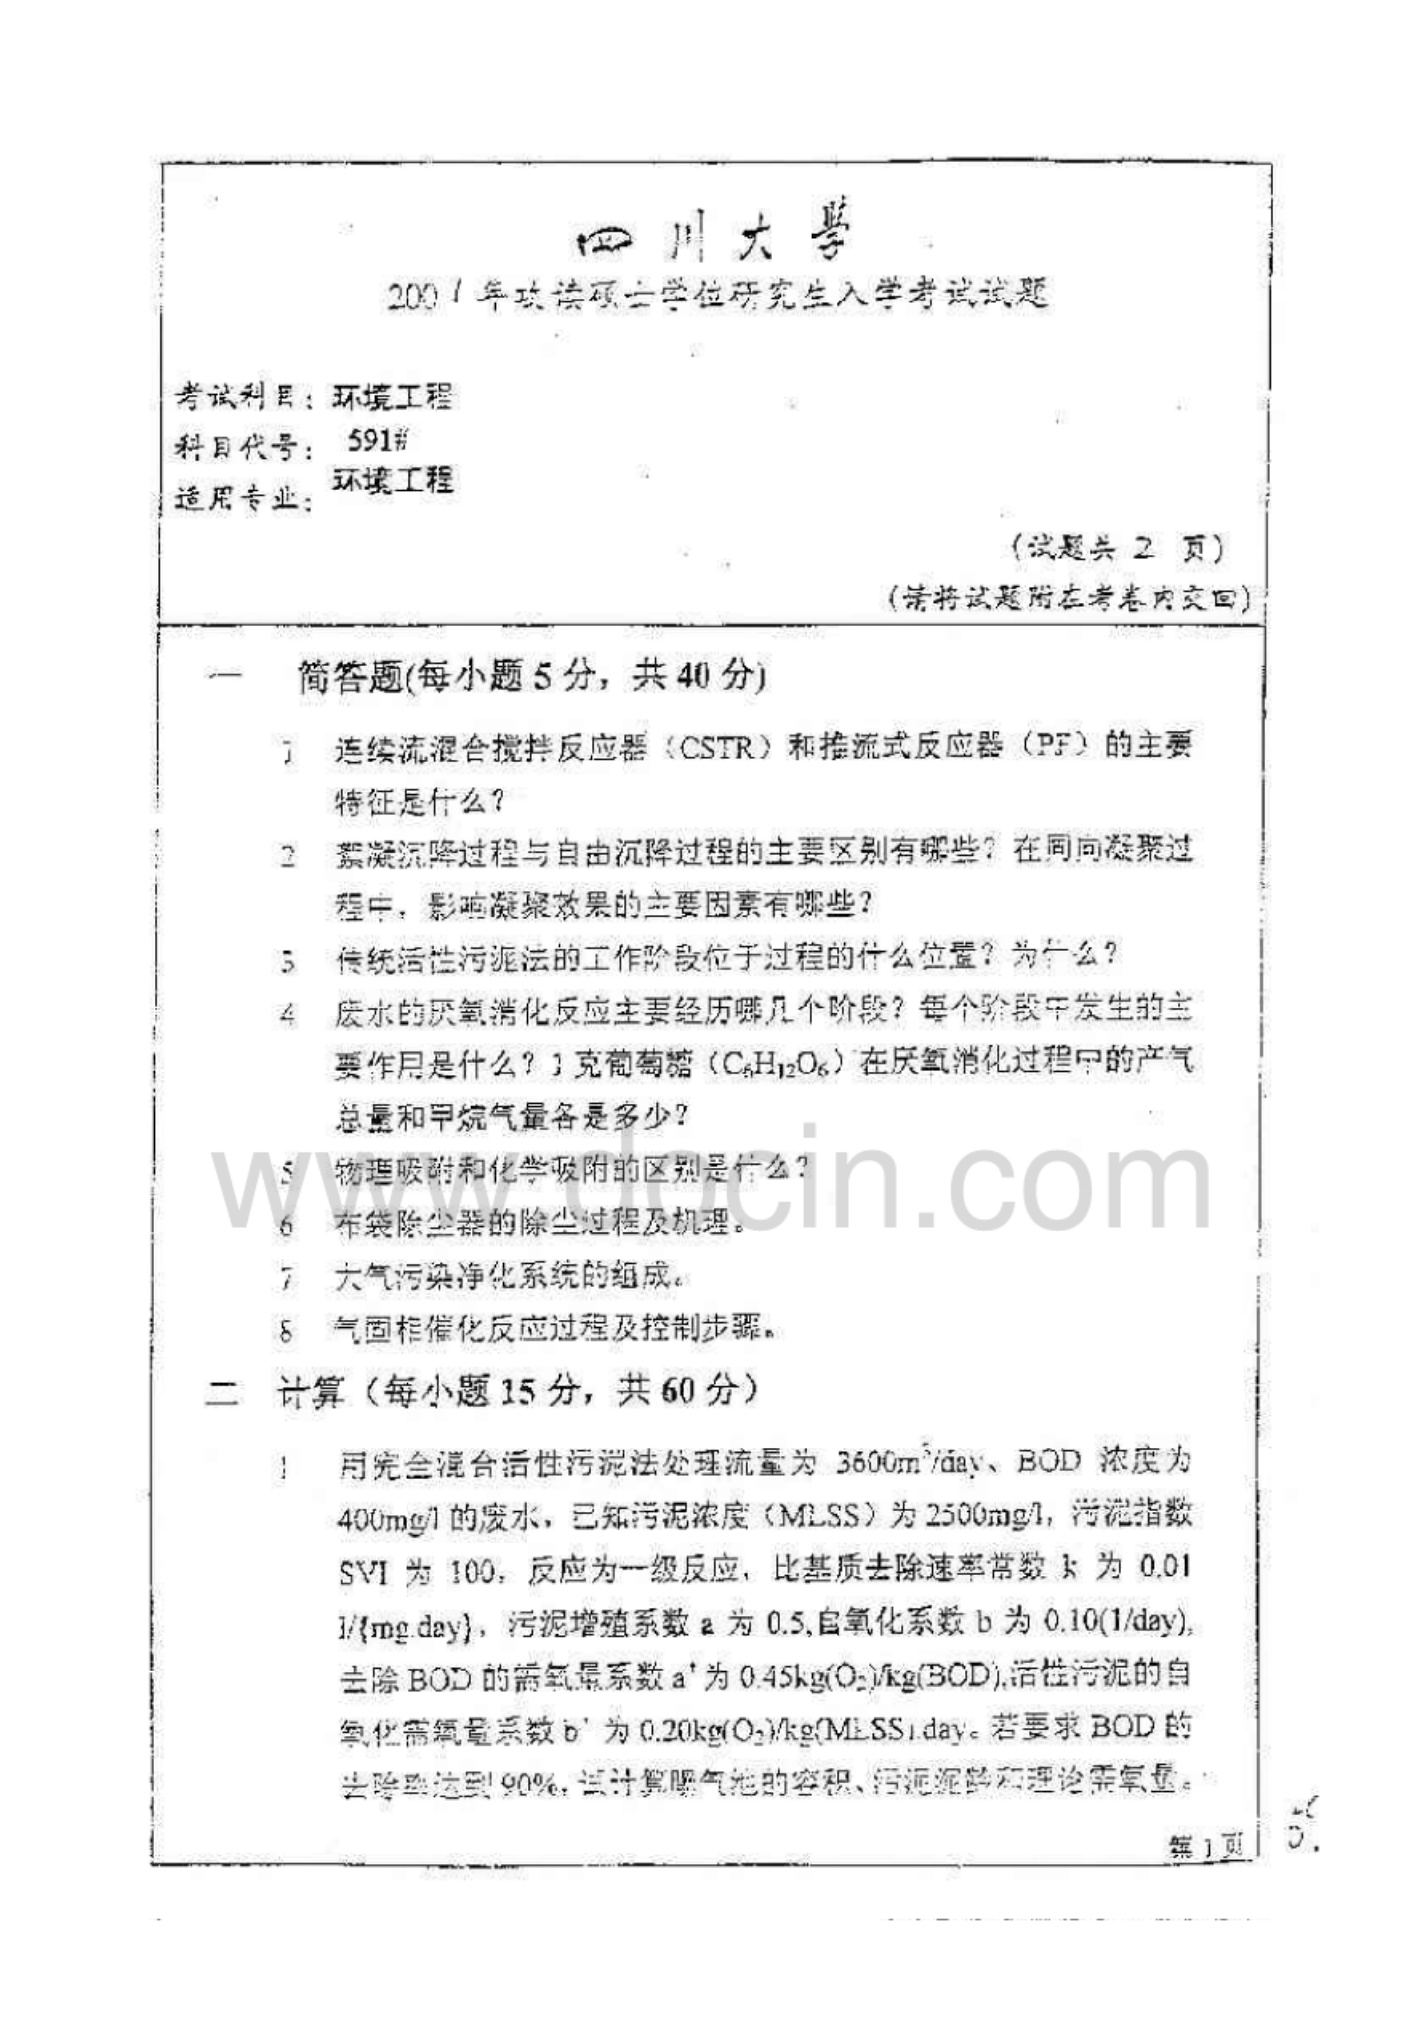 四川大学
2001年攻读硕士学位研究生入学考试试题
考试科目: 环境工程
科目代号: 591#
适用专业: 环境工程
(试题共 2 页)
(请将试题附在考卷内交回)
一 简答题(每小题 5 分，共 40 分)
1 连续流混合搅拌反应器（CSTR）和推流式反应器（PF）的主要
特征是什么？
2 絮凝沉降过程与自由沉降过程的主要区别有哪些？在同向凝聚过
程中，影响凝聚效果的主要因素有哪些？
3 传统活性污泥法的工作阶段位于过程的什么位置？为什么？
4 废水的厌氧消化反应主要经历哪几个阶段？每个阶段中发生的主
要作用是什么？1 克葡萄糖（C6H12O6）在厌氧消化过程中的产气
总量和甲烷气量各是多少？
5 物理吸附和化学吸附的区别是什么？
6 布袋除尘器的除尘过程及机理。
www.docin.com
7 大气污染净化系统的组成。
8 气固相催化反应过程及控制步骤。
二 计算（每小题 15 分，共 60 分）
1 用完全混合活性污泥法处理流量为 3600m³/day、BOD 浓度为
400mg/l 的废水，已知污泥浓度（MLSS）为 2500mg/l，污泥指数
SVI 为 100，反应为一级反应，比基质去除速率常数 k 为 0.01
l/{mg.day}，污泥增殖系数 a 为 0.5,自氧化系数 b 为 0.10(1/day),
去除 BOD 的需氧量系数 a' 为 0.45kg(O2)/kg(BOD),活性污泥的自
氧化需氧量系数 b' 为 0.20kg(O2)/kg(MLSS).day。若要求 BOD 的
去除率达到 90%，试计算曝气池的容积、污泥泥龄和理论需氧量。
第 1 页